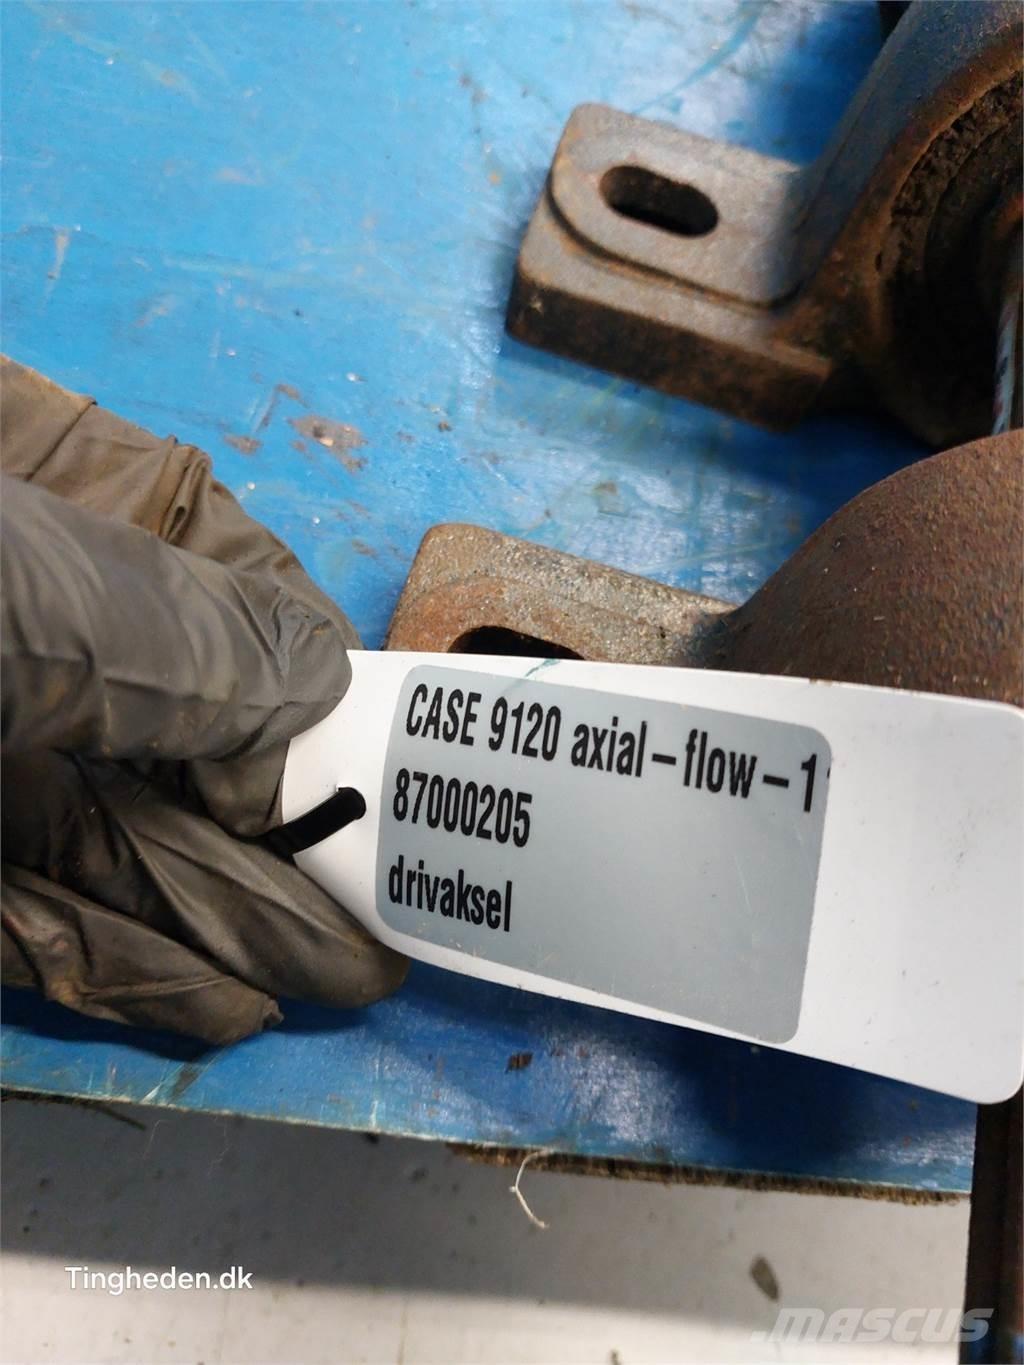 CASE 9120 axial-flow-1
87000205
drivaksel
Tingheden.dk
MASCUS